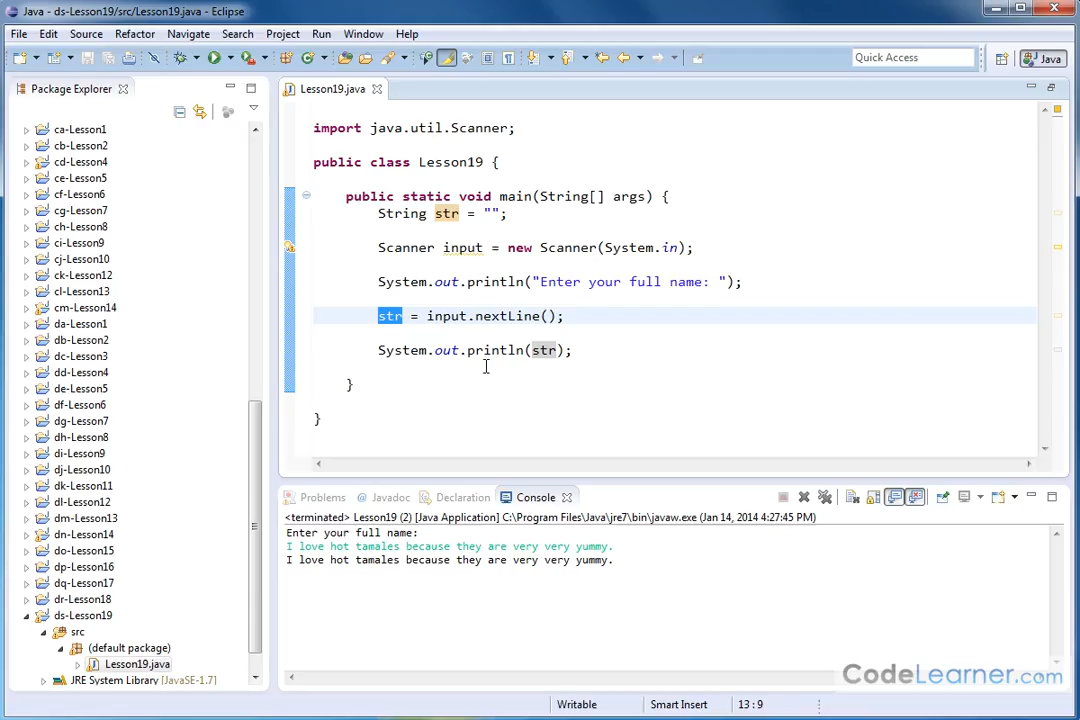 Java - ds-Lesson19/src/Lesson19.java - Eclipse
File Edit Source Refactor Navigate Search Project Run Window Help
Quick Access
Java
Package Explorer
ca-Lesson1
cb-Lesson2
cd-Lesson4
ce-Lesson5
cf-Lesson6
cg-Lesson7
ch-Lesson8
ci-Lesson9
cj-Lesson10
ck-Lesson12
cl-Lesson13
cm-Lesson14
da-Lesson1
db-Lesson2
dc-Lesson3
dd-Lesson4
de-Lesson5
df-Lesson6
dg-Lesson7
dh-Lesson8
di-Lesson9
dj-Lesson10
dk-Lesson11
dl-Lesson12
dm-Lesson13
dn-Lesson14
do-Lesson15
dp-Lesson16
dq-Lesson17
dr-Lesson18
ds-Lesson19
src
(default package)
Lesson19.java
JRE System Library [JavaSE-1.7]
Lesson19.java
import java.util.Scanner;
public class Lesson19 {
public static void main(String[] args) {
String str = "";
Scanner input = new Scanner(System.in);
System.out.println("Enter your full name: ");
str = input.nextLine();
System.out.println(str);
}
}
Problems @ Javadoc Declaration Console
<terminated> Lesson19 (2) [Java Application] C:\Program Files\Java\jre7\bin\javaw.exe (Jan 14, 2014 4:27:45 PM)
Enter your full name:
I love hot tamales because they are very very yummy.
I love hot tamales because they are very very yummy.
CodeLearner.com
Writable Smart Insert 13:9